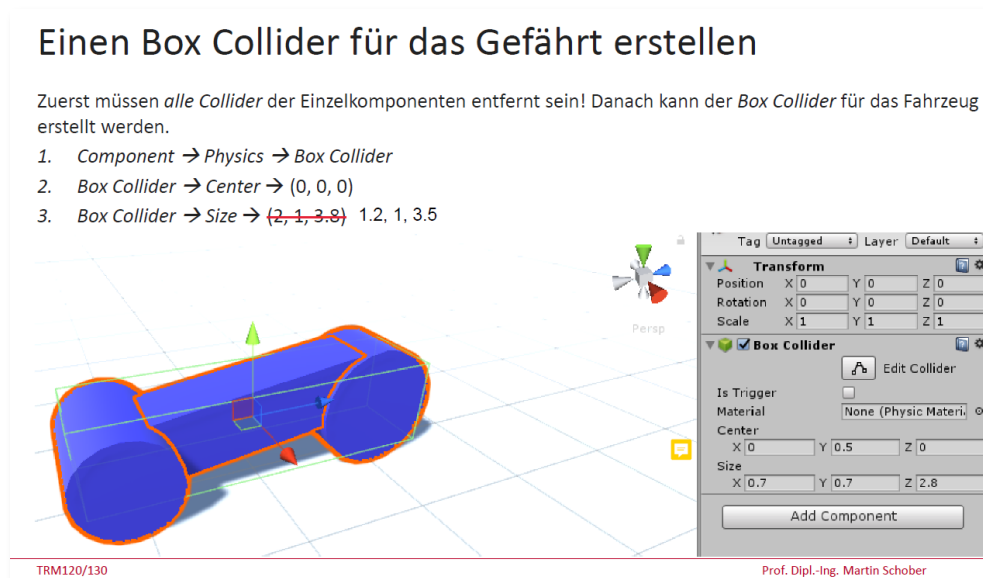 Einen Box Collider für das Gefährt erstellen
Zuerst müssen alle Collider der Einzelkomponenten entfernt sein! Danach kann der Box Collider für das Fahrzeug
erstellt werden.
1. Component → Physics → Box Collider
2. Box Collider → Center → (0, 0, 0)
3. Box Collider → Size → (2, 1, 3.8) 1.2, 1, 3.5
Persp
Tag Untagged Layer Default
Transform
Position X 0 Y 0 Z 0
Rotation X 0 Y 0 Z 0
Scale X 1 Y 1 Z 1
Box Collider
Edit Collider
Is Trigger
Material None (Physic Materi
Center
X 0 Y 0.5 Z 0
Size
X 0.7 Y 0.7 Z 2.8
Add Component
TRM120/130 Prof. Dipl.-Ing. Martin Schober